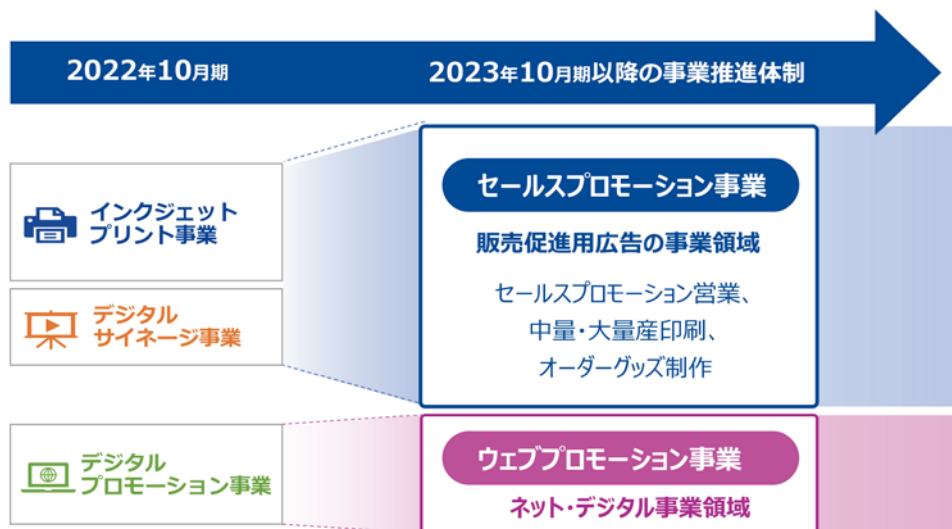 2022年10月期
2023年10月期以降の事業推進体制
インクジェット
プリント事業
デジタル
サイネージ事業
デジタル
プロモーション事業
セールスプロモーション事業
販売促進用広告の事業領域
セールスプロモーション営業、
中量・大量産印刷、
オーダーグッズ制作
ウェブプロモーション事業
ネット・デジタル事業領域